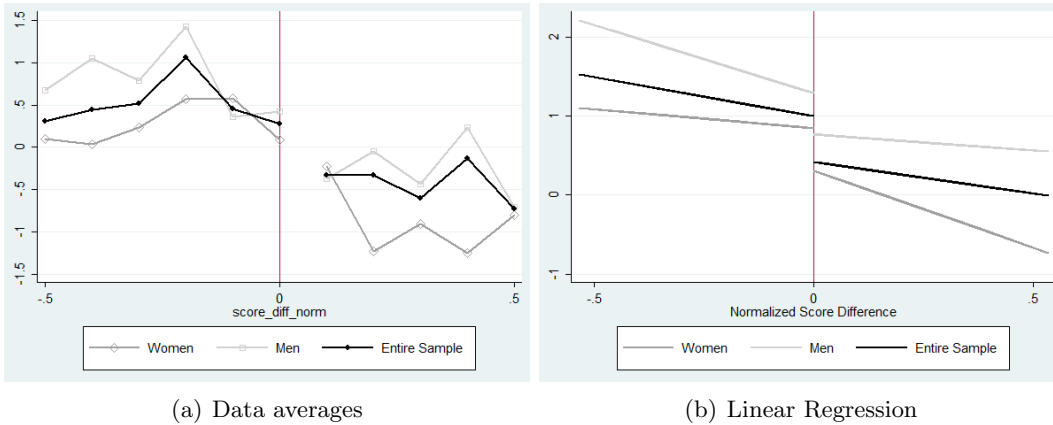 1.5
1
.5
0
-.5
-1
-1.5
-.5 0 .5
score_diff_norm
Women Men Entire Sample
(a) Data averages
2
1
0
-1
-.5 0 .5
Normalized Score Difference
Women Men Entire Sample
(b) Linear Regression